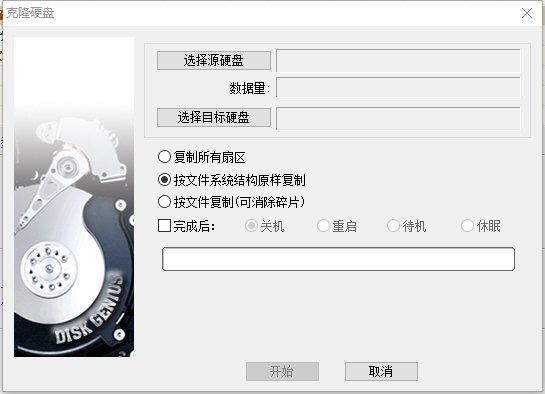 克隆硬盘
选择源硬盘
数据量:
选择目标硬盘
复制所有扇区
按文件系统结构原样复制
按文件复制(可消除碎片)
完成后: 关机 重启 待机 休眠
DISK GENIUS
开始 取消